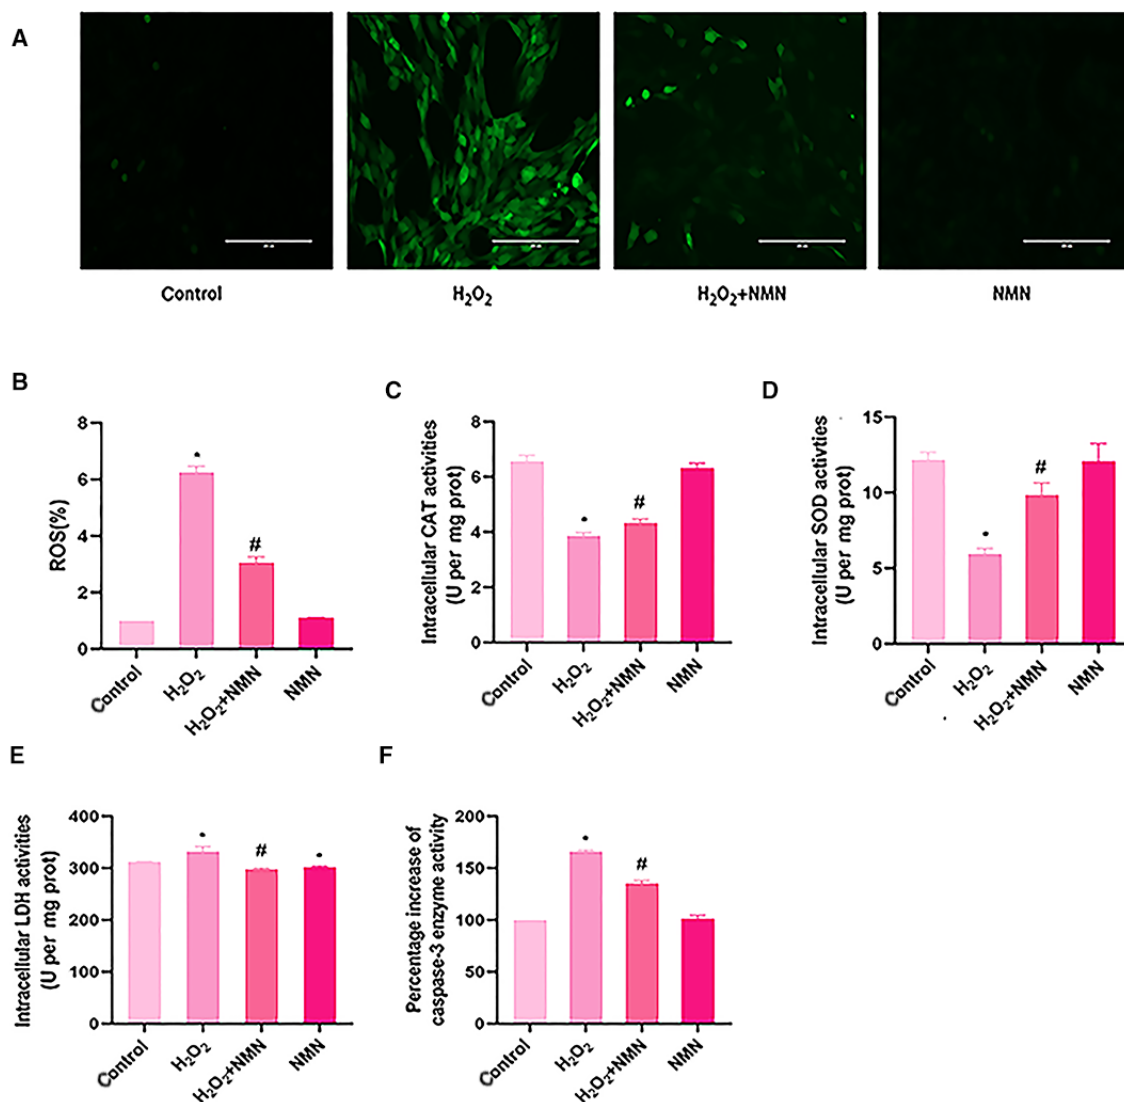 A
Control
H₂O₂
H₂O₂+NMN
NMN
B
ROS(%)
8
6
4
2
0
*
#
Control
H₂O₂
H₂O₂+NMN
NMN
C
Intracellular CAT activities
(U per mg prot)
8
6
4
2
0
*
#
Control
H₂O₂
H₂O₂+NMN
NMN
D
Intracellular SOD activties
(U per mg prot)
15
10
5
0
*
#
Control
H₂O₂
H₂O₂+NMN
NMN
E
Intracellular LDH activities
(U per mg prot)
400
300
200
100
0
*
#
*
Control
H₂O₂
H₂O₂+NMN
NMN
F
Percentage increase of
caspase-3 enzyme activity
200
150
100
50
0
*
#
Control
H₂O₂
H₂O₂+NMN
NMN